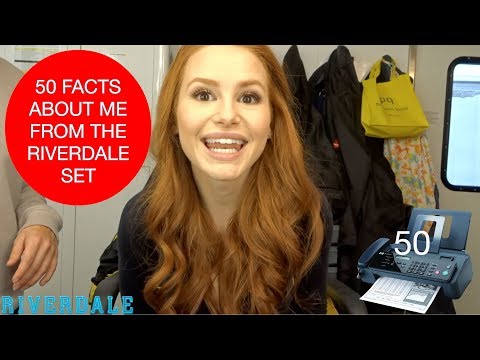 50 FACTS
ABOUT ME
FROM THE
RIVERDALE
SET
50
RIVERDALE